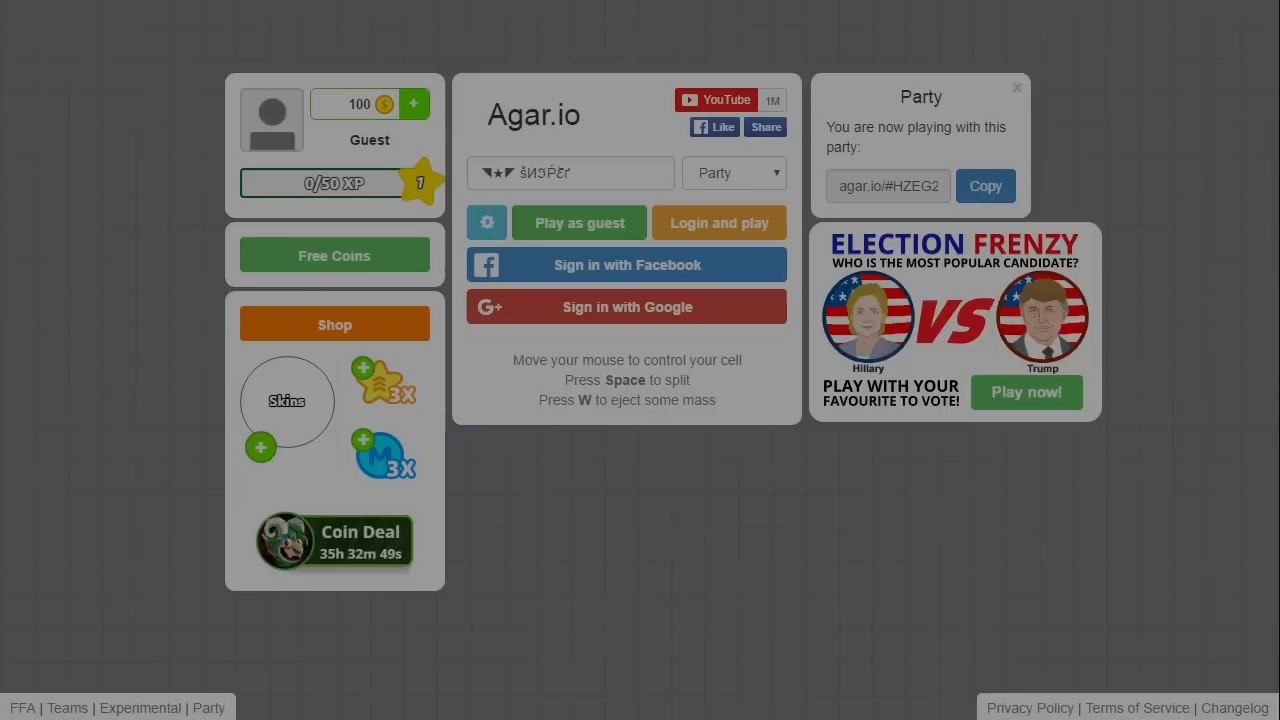 100
+
Guest
0/50 XP
1
Free Coins
Shop
Skins
+
+
3X
+
M
3X
Coin Deal
35h 32m 49s
Agar.io
YouTube 1M
Like Share
Party
Play as guest Login and play
Sign in with Facebook
G+ Sign in with Google
Move your mouse to control your cell
Press Space to split
Press W to eject some mass
Party ×
You are now playing with this
party:
agar.io/#HZEG2 Copy
ELECTION FRENZY
WHO IS THE MOST POPULAR CANDIDATE?
VS
Hillary Trump
PLAY WITH YOUR
FAVOURITE TO VOTE!
Play now!
FFA | Teams | Experimental | Party
Privacy Policy | Terms of Service | Changelog